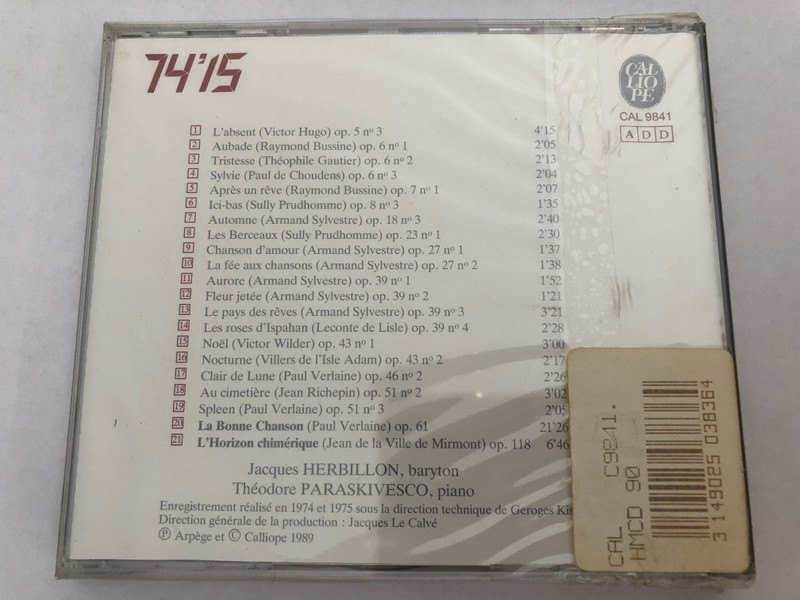 74'15
CAL
LIO
PE
CAL 9841
A D D
1 L'absent (Victor Hugo) op. 5 nº 3 4'15
2 Aubade (Raymond Bussine) op. 6 nº 1 2'05
3 Tristesse (Théophile Gautier) op. 6 nº 2 2'13
4 Sylvie (Paul de Choudens) op. 6 nº 3 2'04
5 Après un rêve (Raymond Bussine) op. 7 nº 1 2'07
6 Ici-bas (Sully Prudhomme) op. 8 nº 3 1'35
7 Automne (Armand Sylvestre) op. 18 nº 3 2'40
8 Les Berceaux (Sully Prudhomme) op. 23 nº 1 2'30
9 Chanson d'amour (Armand Sylvestre) op. 27 nº 1 1'37
10 La fée aux chansons (Armand Sylvestre) op. 27 nº 2 1'38
11 Aurore (Armand Sylvestre) op. 39 nº 1 1'52
12 Fleur jetée (Armand Sylvestre) op. 39 nº 2 1'21
13 Le pays des rêves (Armand Sylvestre) op. 39 nº 3 3'21
14 Les roses d'Ispahan (Leconte de Lisle) op. 39 nº 4 2'28
15 Noël (Victor Wilder) op. 43 nº 1 3'00
16 Nocturne (Villers de l'Isle Adam) op. 43 nº 2 2'17
17 Clair de Lune (Paul Verlaine) op. 46 nº 2 2'26
18 Au cimetière (Jean Richepin) op. 51 nº 2 3'02
19 Spleen (Paul Verlaine) op. 51 nº 3 2'05
20 La Bonne Chanson (Paul Verlaine) op. 61 21'26
21 L'Horizon chimérique (Jean de la Ville de Mirmont) op. 118 6'46
Jacques HERBILLON, baryton
Théodore PARASKIVESCO, piano
Enregistrement réalisé en 1974 et 1975 sous la direction technique de Geroges Kis
Direction générale de la production : Jacques Le Calvé
℗ Arpège et © Calliope 1989
CAL C9841.
HMCD 90
3 149025 038364